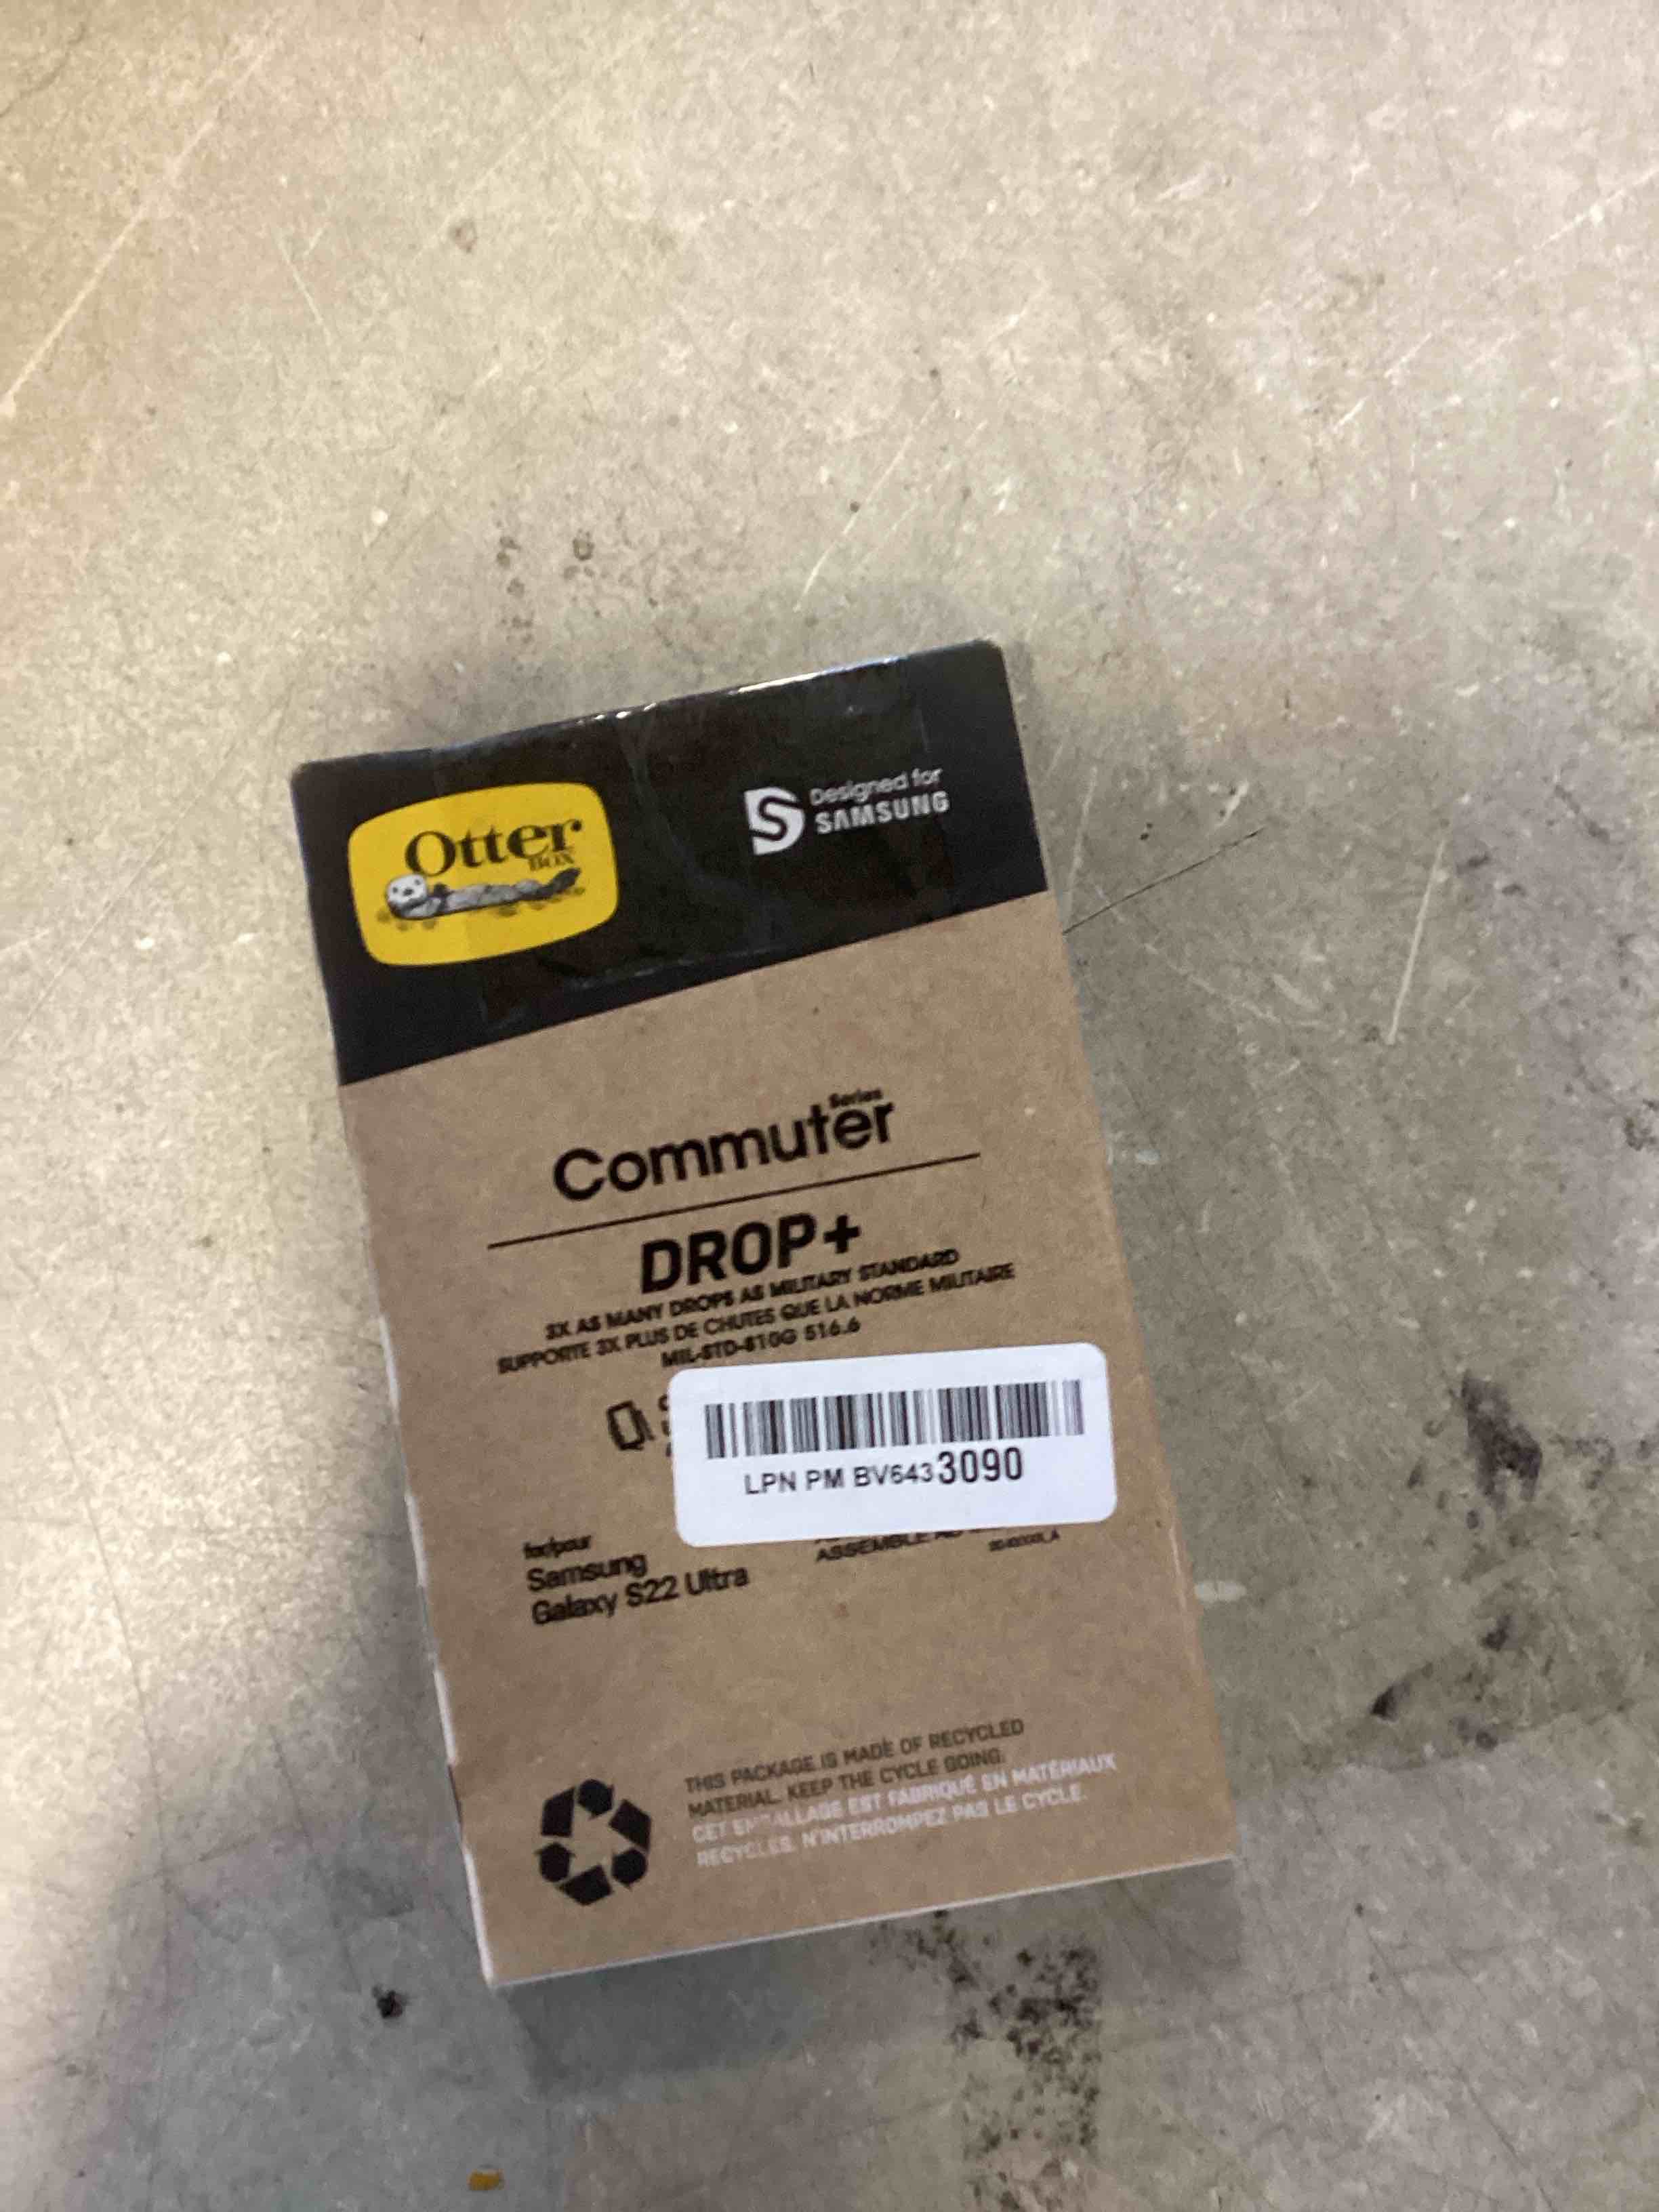 Otter
BOX
Designed for
SAMSUNG
Series
Commuter
DROP+
3X AS MANY DROPS AS MILITARY STANDARD
SUPPORTE 3X PLUS DE CHUTES QUE LA NORME MILITAIRE
MIL-STD-810G 516.6
LPN PM BV6433090
for/pour
Samsung
Galaxy S22 Ultra
ASSEMBLÉ AU
THIS PACKAGE IS MADE OF RECYCLED
MATERIAL. KEEP THE CYCLE GOING.
CET EMBALLAGE EST FABRIQUÉ EN MATÉRIAUX
RECYCLÉS. N'INTERROMPEZ PAS LE CYCLE.